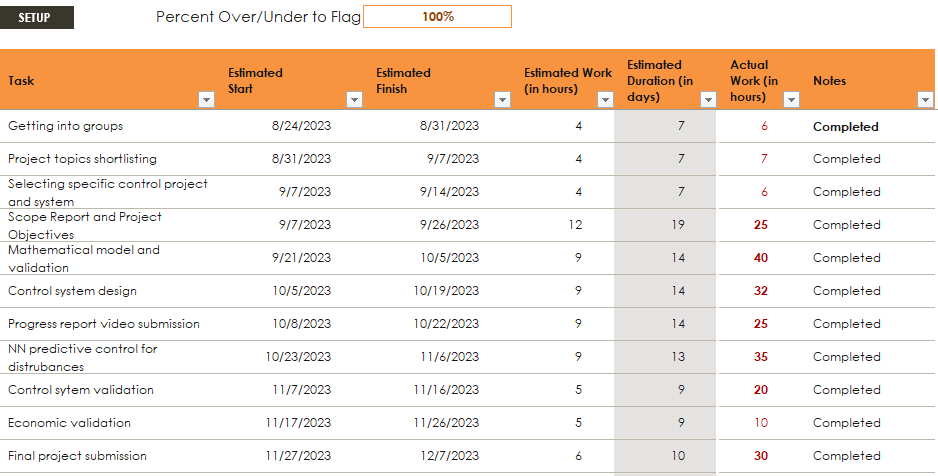 SETUP Percent Over/Under to Flag 100%
Task Estimated Start Estimated Finish Estimated Work (in hours) Estimated Duration (in days) Actual Work (in hours) Notes
Getting into groups 8/24/2023 8/31/2023 4 7 6 Completed
Project topics shortlisting 8/31/2023 9/7/2023 4 7 7 Completed
Selecting specific control project and system 9/7/2023 9/14/2023 4 7 6 Completed
Scope Report and Project Objectives 9/7/2023 9/26/2023 12 19 25 Completed
Mathematical model and validation 9/21/2023 10/5/2023 9 14 40 Completed
Control system design 10/5/2023 10/19/2023 9 14 32 Completed
Progress report video submission 10/8/2023 10/22/2023 9 14 25 Completed
NN predictive control for distrubances 10/23/2023 11/6/2023 9 13 35 Completed
Control sytem validation 11/7/2023 11/16/2023 5 9 20 Completed
Economic validation 11/17/2023 11/26/2023 5 9 10 Completed
Final project submission 11/27/2023 12/7/2023 6 10 30 Completed